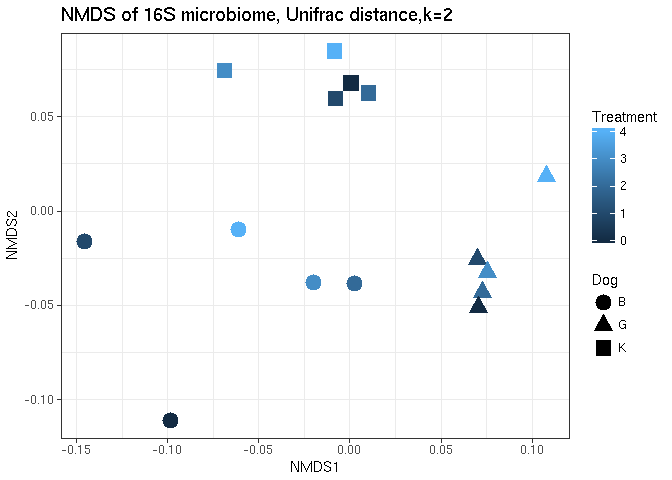 NMDS of 16S microbiome, Unifrac distance,k=2
NMDS2
0.05
0.00
-0.05
-0.10
-0.15
-0.10
-0.05
0.00
0.05
0.10
NMDS1
Treatment
4
3
2
1
0
Dog
B
G
K